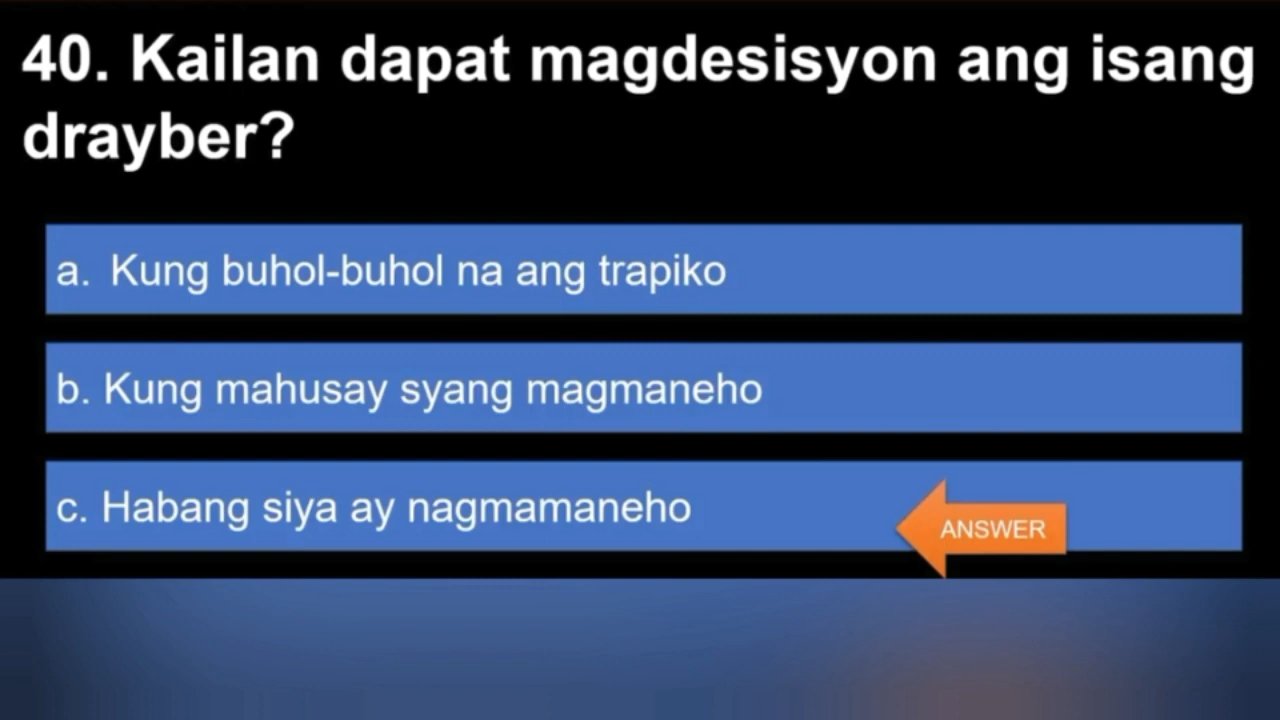 40. Kailan dapat magdesisyon ang isang
drayber?
a. Kung buhol-buhol na ang trapiko
b. Kung mahusay syang magmaneho
c. Habang siya ay nagmamaneho
ANSWER